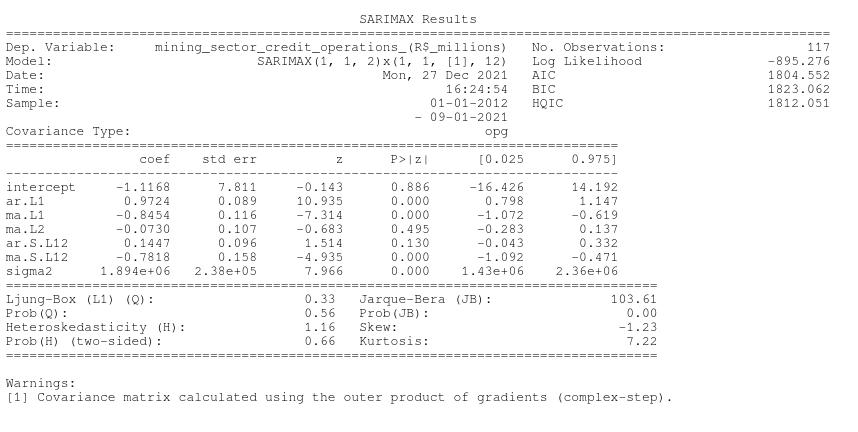 SARIMAX Results
==========================================================================================================
Dep. Variable: mining_sector_credit_operations_(R$_millions) No. Observations: 117
Model: SARIMAX(1, 1, 2)x(1, 1, [1], 12) Log Likelihood -895.276
Date: Mon, 27 Dec 2021 AIC 1804.552
Time: 16:24:54 BIC 1823.062
Sample: 01-01-2012 HQIC 1812.051
- 09-01-2021
Covariance Type: opg
==============================================================================
coef std err z P>|z| [0.025 0.975]
------------------------------------------------------------------------------
intercept -1.1168 7.811 -0.143 0.886 -16.426 14.192
ar.L1 0.9724 0.089 10.935 0.000 0.798 1.147
ma.L1 -0.8454 0.116 -7.314 0.000 -1.072 -0.619
ma.L2 -0.0730 0.107 -0.683 0.495 -0.283 0.137
ar.S.L12 0.1447 0.096 1.514 0.130 -0.043 0.332
ma.S.L12 -0.7818 0.158 -4.935 0.000 -1.092 -0.471
sigma2 1.894e+06 2.38e+05 7.966 0.000 1.43e+06 2.36e+06
===================================================================================
Ljung-Box (L1) (Q): 0.33 Jarque-Bera (JB): 103.61
Prob(Q): 0.56 Prob(JB): 0.00
Heteroskedasticity (H): 1.16 Skew: -1.23
Prob(H) (two-sided): 0.66 Kurtosis: 7.22
===================================================================================
Warnings:
[1] Covariance matrix calculated using the outer product of gradients (complex-step).